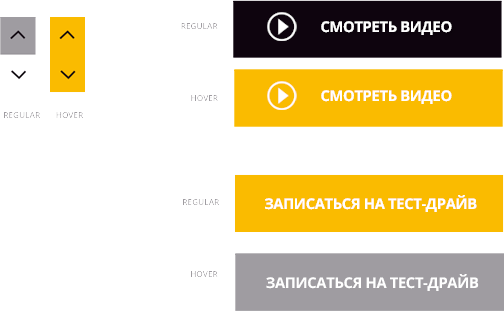 REGULAR
СМОТРЕТЬ ВИДЕО
HOVER
СМОТРЕТЬ ВИДЕО
REGULAR
HOVER
REGULAR
ЗАПИСАТЬСЯ НА ТЕСТ-ДРАЙВ
HOVER
ЗАПИСАТЬСЯ НА ТЕСТ-ДРАЙВ